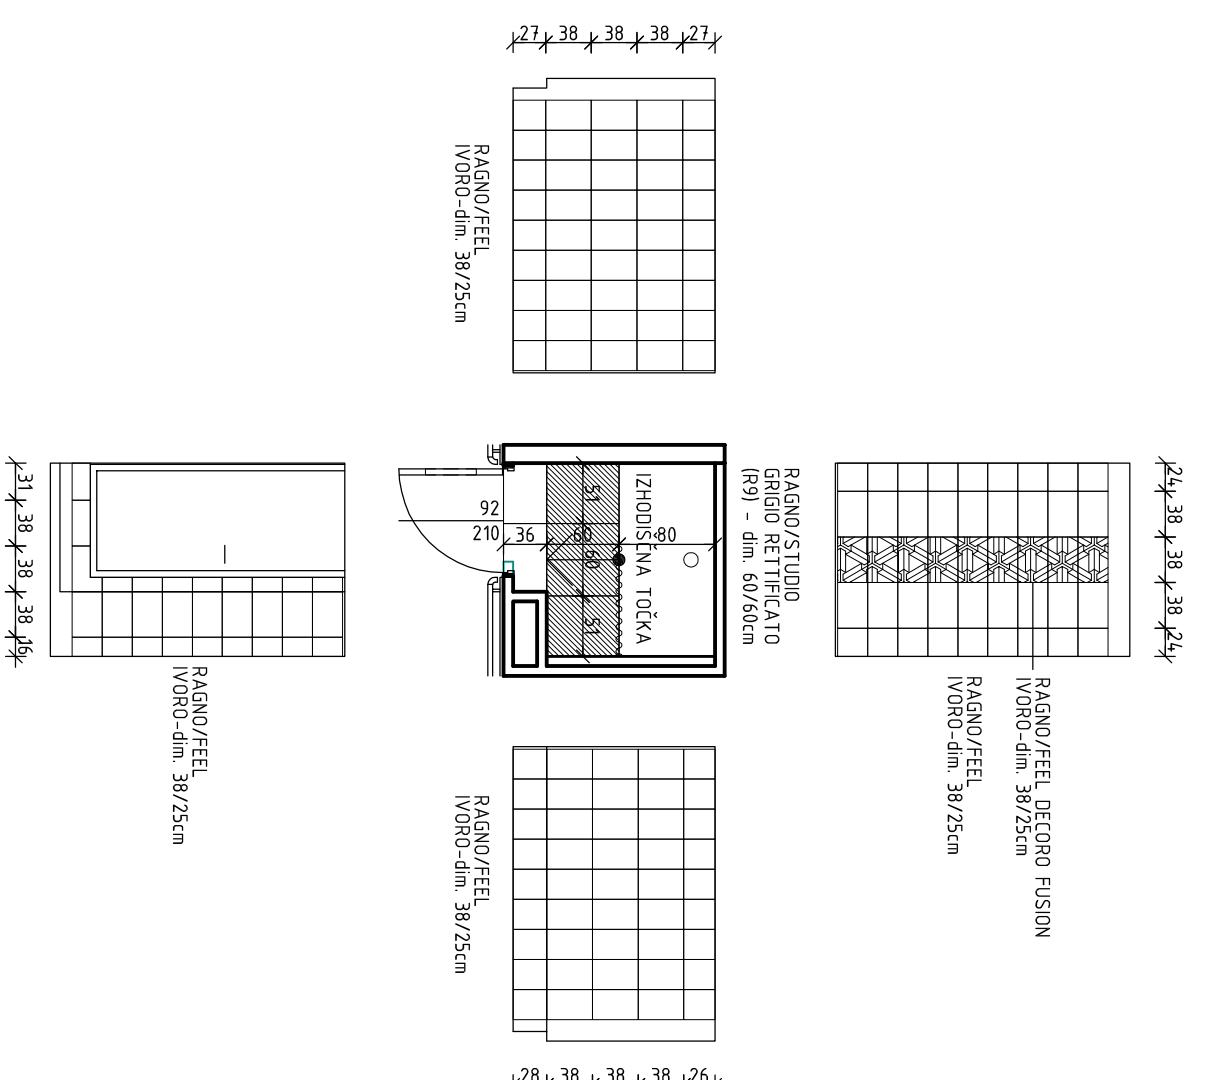 27 38 38 38 27
RAGNO/FEEL
IVORO-dim. 38/25cm
RAGNO/STUDIO
GRIGIO RETTIFICATO
(R9) - dim. 60/60cm
IZHODIŠČNA TOČKA
51
60
51
92
210
36 60 80
31 38 38 38 16
RAGNO/FEEL
IVORO-dim. 38/25cm
24 38 38 38 24
RAGNO/FEEL DECORO FUSION
IVORO-dim. 38/25cm
RAGNO/FEEL
IVORO-dim. 38/25cm
RAGNO/FEEL
IVORO-dim. 38/25cm
28 38 38 38 26